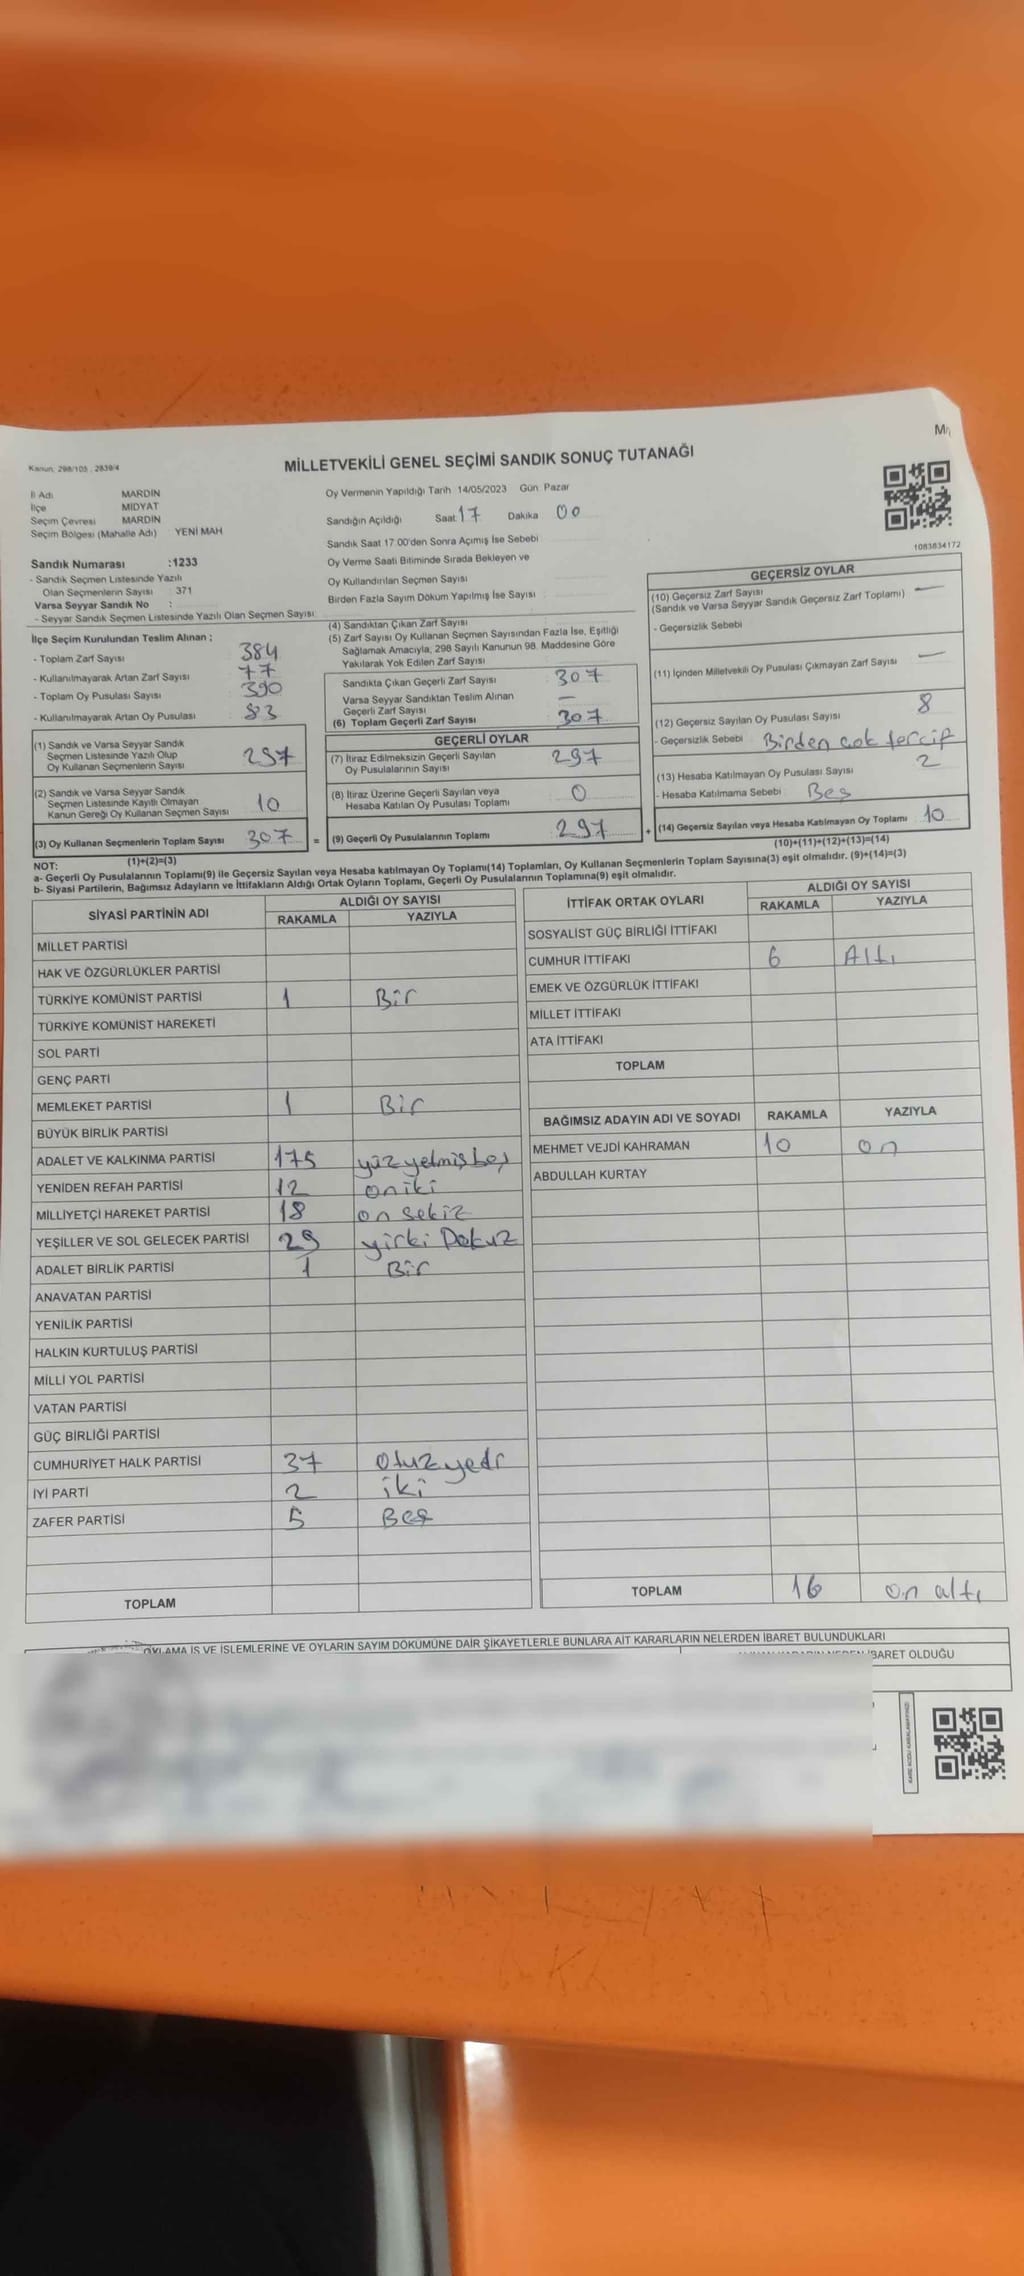 Kanun: 298/105 , 2839/4
MİLLETVEKİLİ GENEL SEÇİMİ SANDIK SONUÇ TUTANAĞI
İl Adı MARDİN
İlçe MİDYAT
Seçim Çevresi MARDİN
Seçim Bölgesi (Mahalle Adı) YENİ MAH
Sandık Numarası :1233
- Sandık Seçmen Listesinde Yazılı
Olan Seçmenlerin Sayısı : 371
Varsa Seyyar Sandık No :
- Seyyar Sandık Seçmen Listesinde Yazılı Olan Seçmen Sayısı:
Oy Vermenin Yapıldığı Tarih 14/05/2023 Gün: Pazar
Sandığın Açıldığı Saat 17 Dakika 00
Sandık Saat 17:00'den Sonra Açımış İse Sebebi
Oy Verme Saati Bitiminde Sırada Bekleyen ve
Oy Kullandırılan Seçmen Sayısı
Birden Fazla Sayım Döküm Yapılmış İse Sayısı
1083834172
İlçe Seçim Kurulundan Teslim Alınan ;
- Toplam Zarf Sayısı : 384
- Kullanılmayarak Artan Zarf Sayısı : 77
- Toplam Oy Pusulası Sayısı : 390
- Kullanılmayarak Artan Oy Pusulası : 83
(4) Sandıktan Çıkan Zarf Sayısı
(5) Zarf Sayısı Oy Kullanan Seçmen Sayısından Fazla İse, Eşitliği
Sağlamak Amacıyla; 298 Sayılı Kanunun 98. Maddesine Göre
Yakılarak Yok Edilen Zarf Sayısı
Sandıkta Çıkan Geçerli Zarf Sayısı : 307
Varsa Seyyar Sandıktan Teslim Alınan
Geçerli Zarf Sayısı : —
(6) Toplam Geçerli Zarf Sayısı : 307
GEÇERSİZ OYLAR
(10) Geçersiz Zarf Sayısı —
(Sandık ve Varsa Seyyar Sandık Geçersiz Zarf Toplamı)
- Geçersizlik Sebebi
(11) İçinden Milletvekili Oy Pusulası Çıkmayan Zarf Sayısı —
(12) Geçersiz Sayılan Oy Pusulası Sayısı 8
- Geçersizlik Sebebi Birden çok tercip
(13) Hesaba Katılmayan Oy Pusulası Sayısı 2
- Hesaba Katılmama Sebebi : Beş
(14) Geçersiz Sayılan veya Hesaba Katılmayan Oy Toplamı : 10
(1) Sandık ve Varsa Seyyar Sandık
Seçmen Listesinde Yazılı Olup
Oy Kullanan Seçmenlerin Sayısı : 297
(2) Sandık ve Varsa Seyyar Sandık
Seçmen Listesinde Kayıtlı Olmayan
Kanun Gereği Oy Kullanan Seçmen Sayısı : 10
(3) Oy Kullanan Seçmenlerin Toplam Sayısı : 307 =
GEÇERLİ OYLAR
(7) İtiraz Edilmeksizin Geçerli Sayılan
Oy Pusulalarının Sayısı : 297
(8) İtiraz Üzerine Geçerli Sayılan veya
Hesaba Katılan Oy Pusulası Toplamı : 0
(9) Geçerli Oy Pusulalarının Toplamı : 297 +
NOT: (1)+(2)=(3) (10)+(11)+(12)+(13)=(14)
a- Geçerli Oy Pusulalarının Toplamı(9) ile Geçersiz Sayılan veya Hesaba katılmayan Oy Toplamı(14) Toplamları, Oy Kullanan Seçmenlerin Toplam Sayısına(3) eşit olmalıdır. (9)+(14)=(3)
b- Siyasi Partilerin, Bağımsız Adayların ve İttifakların Aldığı Ortak Oyların Toplamı, Geçerli Oy Pusulalarının Toplamına(9) eşit olmalıdır.
SİYASİ PARTİNİN ADI ALDIĞI OY SAYISI
RAKAMLA YAZIYLA
MİLLET PARTİSİ
HAK VE ÖZGÜRLÜKLER PARTİSİ
TÜRKİYE KOMÜNİST PARTİSİ 1 Bir
TÜRKİYE KOMÜNİST HAREKETİ
SOL PARTİ
GENÇ PARTİ
MEMLEKET PARTİSİ 1 Bir
BÜYÜK BİRLİK PARTİSİ
ADALET VE KALKINMA PARTİSİ 175 yüzyetmişbeş
YENİDEN REFAH PARTİSİ 12 oniki
MİLLİYETÇİ HAREKET PARTİSİ 18 on sekiz
YEŞİLLER VE SOL GELECEK PARTİSİ 29 yirki Dokuz
ADALET BİRLİK PARTİSİ 1 Bir
ANAVATAN PARTİSİ
YENİLİK PARTİSİ
HALKIN KURTULUŞ PARTİSİ
MİLLİ YOL PARTİSİ
VATAN PARTİSİ
GÜÇ BİRLİĞİ PARTİSİ
CUMHURİYET HALK PARTİSİ 37 otuzyedi
İYİ PARTİ 2 iki
ZAFER PARTİSİ 5 Beş
TOPLAM
İTTİFAK ORTAK OYLARI ALDIĞI OY SAYISI
RAKAMLA YAZIYLA
SOSYALİST GÜÇ BİRLİĞİ İTTİFAKI
CUMHUR İTTİFAKI 6 Altı
EMEK VE ÖZGÜRLÜK İTTİFAKI
MİLLET İTTİFAKI
ATA İTTİFAKI
TOPLAM
BAĞIMSIZ ADAYIN ADI VE SOYADI RAKAMLA YAZIYLA
MEHMET VEJDİ KAHRAMAN 10 on
ABDULLAH KURTAY
TOPLAM 16 on altı
OYLAMA İŞ VE İŞLEMLERİNE VE OYLARIN SAYIM DÖKÜMÜNE DAİR ŞİKAYETLERLE BUNLARA AİT KARARLARIN NELERDEN İBARET BULUNDUKLARI
İBARET OLDUĞU